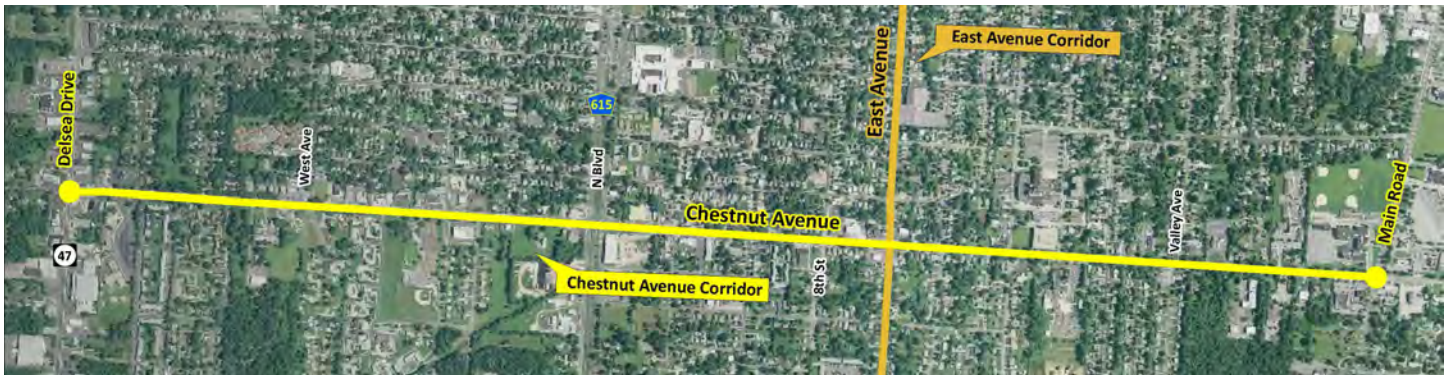 Delsea Drive
47
West Ave
615
N Blvd
Chestnut Avenue Corridor
Chestnut Avenue
8th St
East Avenue
East Avenue Corridor
Valley Ave
Main Road